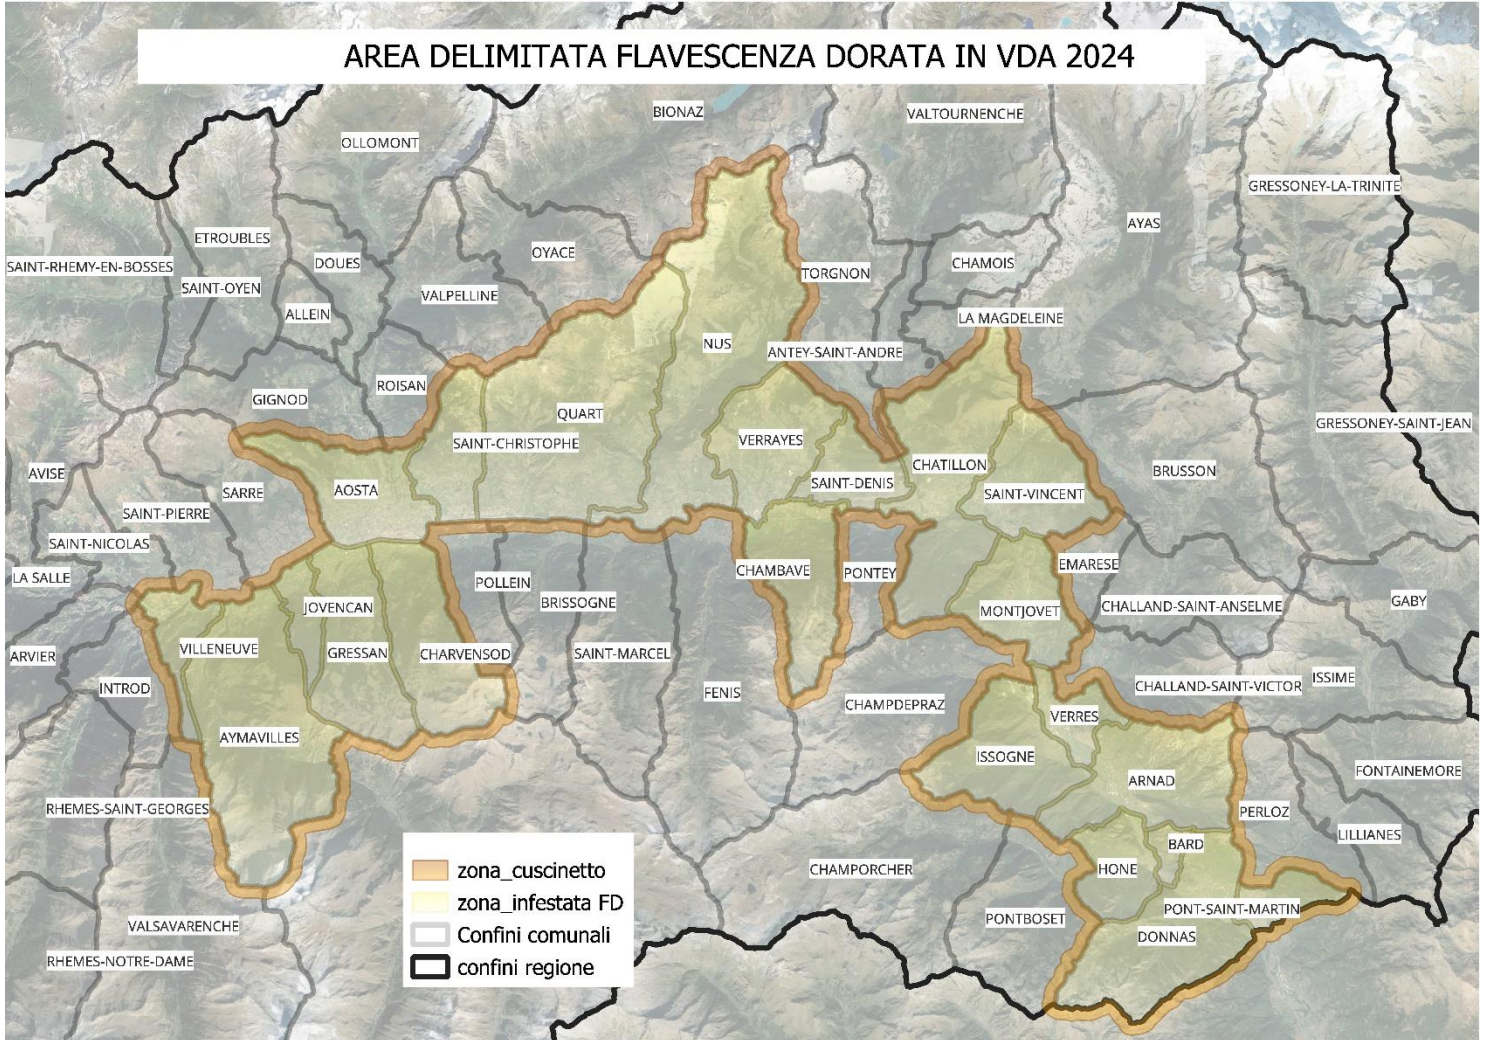 AREA DELIMITATA FLAVESCENZA DORATA IN VDA 2024
BIONAZ
VALTOURNENCHE
OLLOMONT
GRESSONEY-LA-TRINITE
AYAS
ETROUBLES
OYACE
DOUES
CHAMOIS
SAINT-RHEMY-EN-BOSSES
TORGNON
SAINT-OYEN
VALPELLINE
ALLEIN
LA MAGDELEINE
NUS
ANTEY-SAINT-ANDRE
ROISAN
GIGNOD
QUART
GRESSONEY-SAINT-JEAN
SAINT-CHRISTOPHE
VERRAYES
CHATILLON
BRUSSON
AVISE
SAINT-DENIS
AOSTA
SARRE
SAINT-VINCENT
SAINT-PIERRE
SAINT-NICOLAS
EMARESE
CHAMBAVE
PONTEY
LA SALLE
POLLEIN
BRISSOGNE
GABY
CHALLAND-SAINT-ANSELME
JOVENCAN
MONTJOVET
VILLENEUVE
GRESSAN
CHARVENSOD
SAINT-MARCEL
ARVIER
ISSIME
CHALLAND-SAINT-VICTOR
INTROD
FENIS
CHAMPDEPRAZ
VERRES
AYMAVILLES
ISSOGNE
FONTAINEMORE
ARNAD
RHEMES-SAINT-GEORGES
PERLOZ
LILLIANES
BARD
HONE
CHAMPORCHER
PONT-SAINT-MARTIN
PONTBOSET
VALSAVARENCHE
DONNAS
RHEMES-NOTRE-DAME
zona_cuscinetto
zona_infestata FD
Confini comunali
confini regione